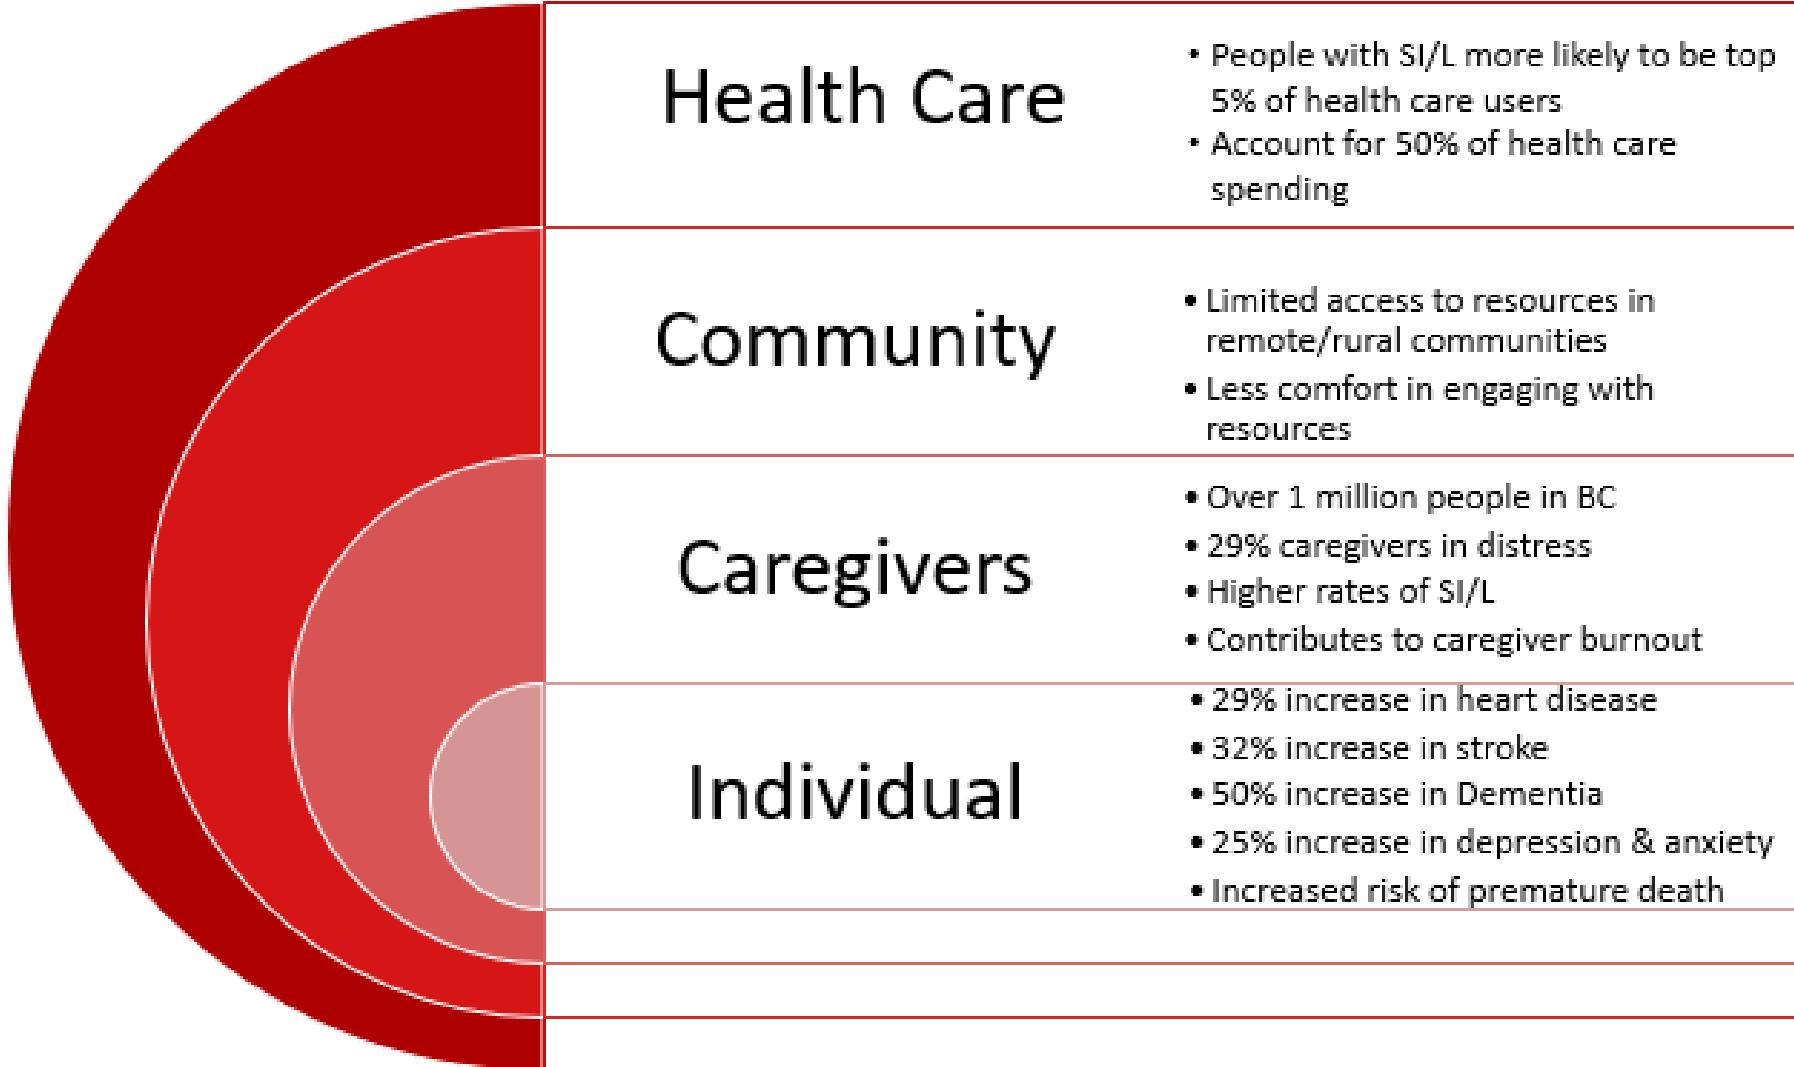 Health Care
• People with SI/L more likely to be top
5% of health care users
• Account for 50% of health care
spending
Community
• Limited access to resources in
remote/rural communities
• Less comfort in engaging with
resources
Caregivers
• Over 1 million people in BC
• 29% caregivers in distress
• Higher rates of SI/L
• Contributes to caregiver burnout
Individual
• 29% increase in heart disease
• 32% increase in stroke
• 50% increase in Dementia
• 25% increase in depression & anxiety
• Increased risk of premature death